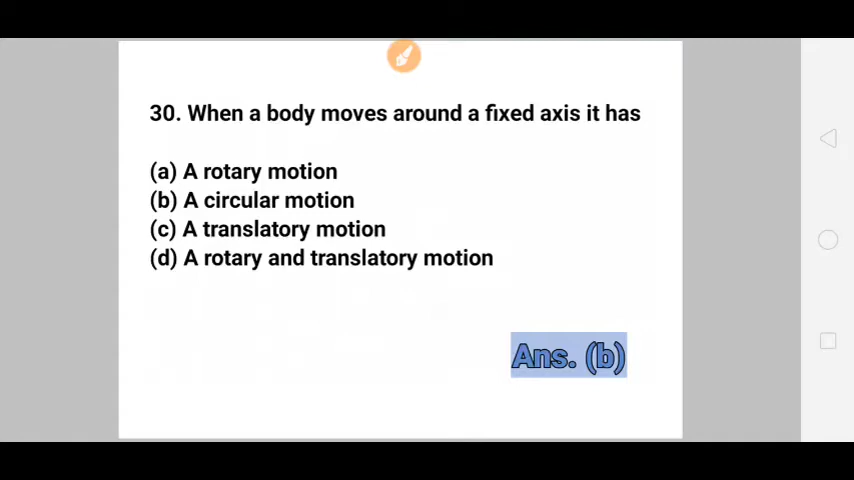 30. When a body moves around a fixed axis it has
(a) A rotary motion
(b) A circular motion
(c) A translatory motion
(d) A rotary and translatory motion
Ans. (b)